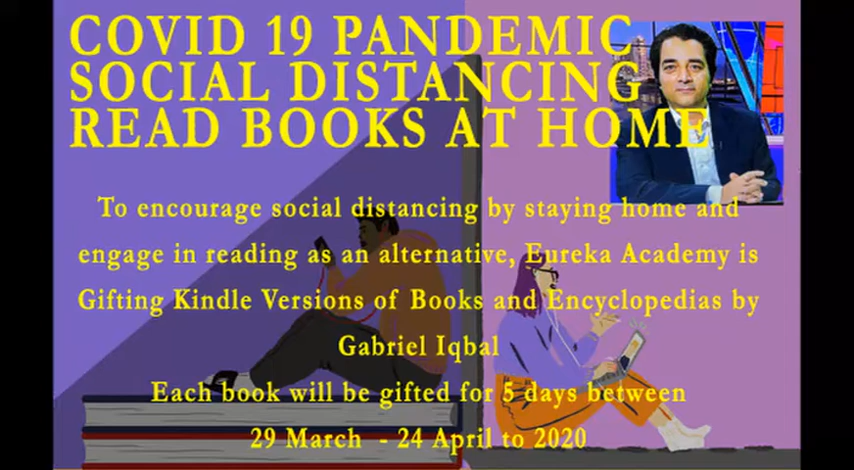 COVID 19 PANDEMIC
SOCIAL DISTANCING
READ BOOKS AT HOME
To encourage social distancing by staying home and
engage in reading as an alternative, Eureka Academy is
Gifting Kindle Versions of Books and Encyclopedias by
Gabriel Iqbal
Each book will be gifted for 5 days between
29 March - 24 April to 2020